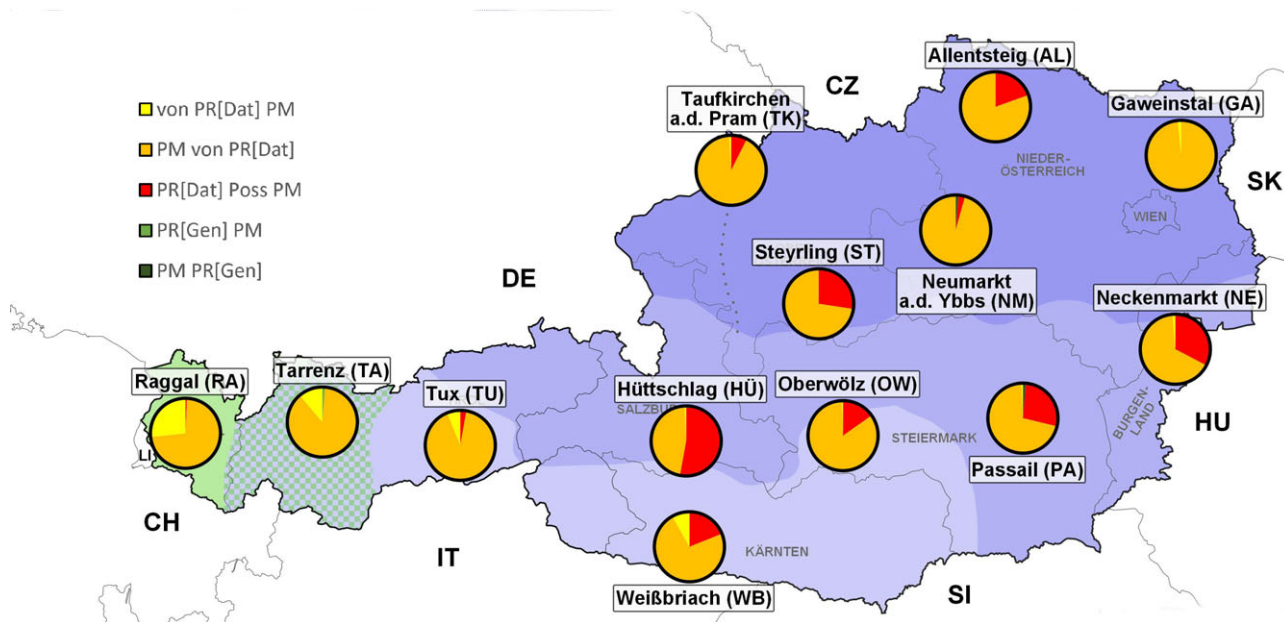 von PR[Dat] PM
PM von PR[Dat]
PR[Dat] Poss PM
PR[Gen] PM
PM PR[Gen]
CZ
SK
DE
HU
CH
IT
SI
LI
Allentsteig (AL)
Taufkirchen
a.d. Pram (TK)
Gaweinstal (GA)
NIEDER-
ÖSTERREICH
WIEN
Steyrling (ST)
Neumarkt
a.d. Ybbs (NM)
Neckenmarkt (NE)
Raggal (RA)
Tarrenz (TA)
Tux (TU)
Hüttschlag (HÜ)
SALZBU
Oberwölz (OW)
STEIERMARK
BURGEN-
LAND
Passail (PA)
KÄRNTEN
Weißbriach (WB)